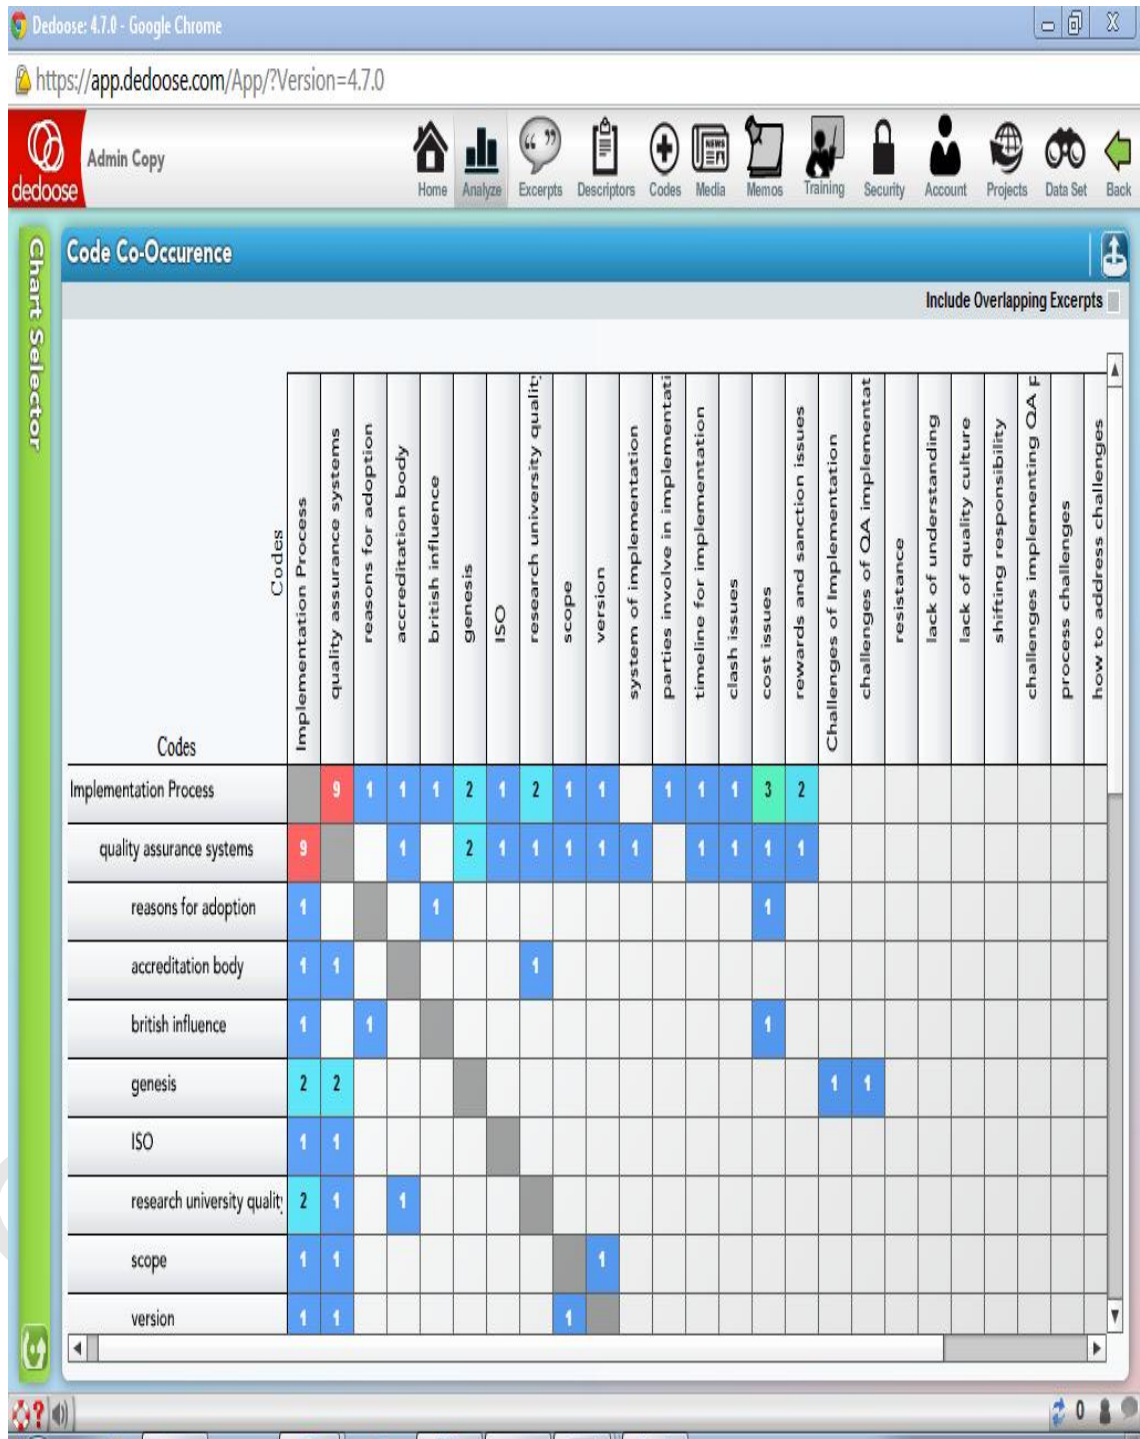 Dedoose: 4.7.0 - Google Chrome
https://app.dedoose.com/App/?Version=4.7.0
dedoose
Admin Copy
Home Analyze Excerpts Descriptors Codes Media Memos Training Security Account Projects Data Set Back
Chart Selector
Code Co-Occurence
Include Overlapping Excerpts
Codes
Implementation Process
quality assurance systems
reasons for adoption
accreditation body
british influence
genesis
ISO
research university quality
scope
version
system of implementation
parties involve in implementati
timeline for implementation
clash issues
cost issues
rewards and sanction issues
Challenges of Implementation
challenges of QA implementat
resistance
lack of understanding
lack of quality culture
shifting responsibility
challenges implementing QA p
process challenges
how to address challenges
Codes
Implementation Process 9 1 1 1 2 1 2 1 1 1 1 1 3 2
quality assurance systems 9 1 2 1 1 1 1 1 1 1 1 1
reasons for adoption 1 1 1
accreditation body 1 1 1
british influence 1 1 1
genesis 2 2 1 1
ISO 1 1
research university quality 2 1 1
scope 1 1 1
version 1 1 1
0